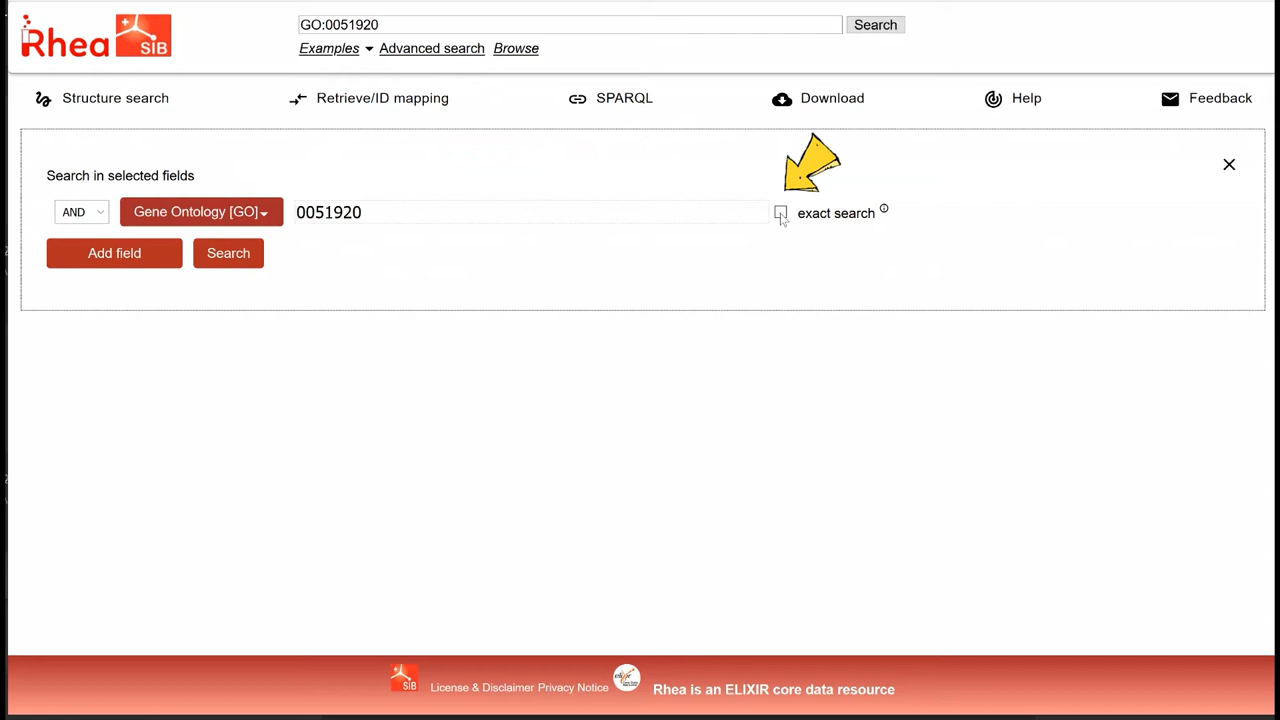 GO:0051920
Search
Rhea
SIB
Examples Advanced search Browse
Structure search
Retrieve/ID mapping
SPARQL
Download
Help
Feedback
Search in selected fields
AND
Gene Ontology [GO]
0051920
exact search
Add field
Search
SIB
License & Disclaimer Privacy Notice
elixir
Rhea is an ELIXIR core data resource